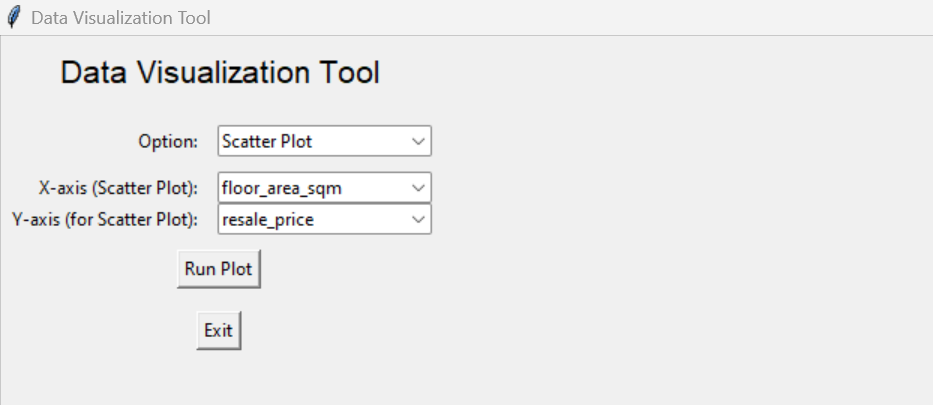 Data Visualization Tool
Data Visualization Tool
Option: Scatter Plot
X-axis (Scatter Plot): floor_area_sqm
Y-axis (for Scatter Plot): resale_price
Run Plot
Exit